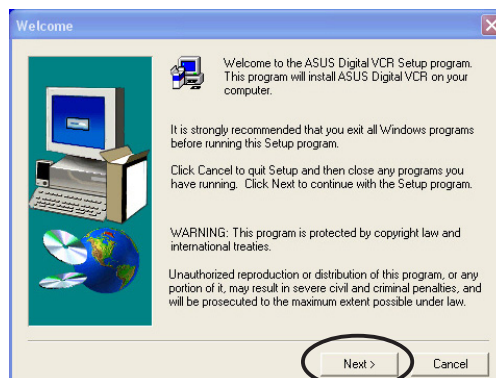 Welcome
Welcome to the ASUS Digital VCR Setup program.
This program will install ASUS Digital VCR on your
computer.
It is strongly recommended that you exit all Windows programs
before running this Setup program.
Click Cancel to quit Setup and then close any programs you
have running. Click Next to continue with the Setup program.
WARNING: This program is protected by copyright law and
international treaties.
Unauthorized reproduction or distribution of this program, or any
portion of it, may result in severe civil and criminal penalties, and
will be prosecuted to the maximum extent possible under law.
Next >
Cancel